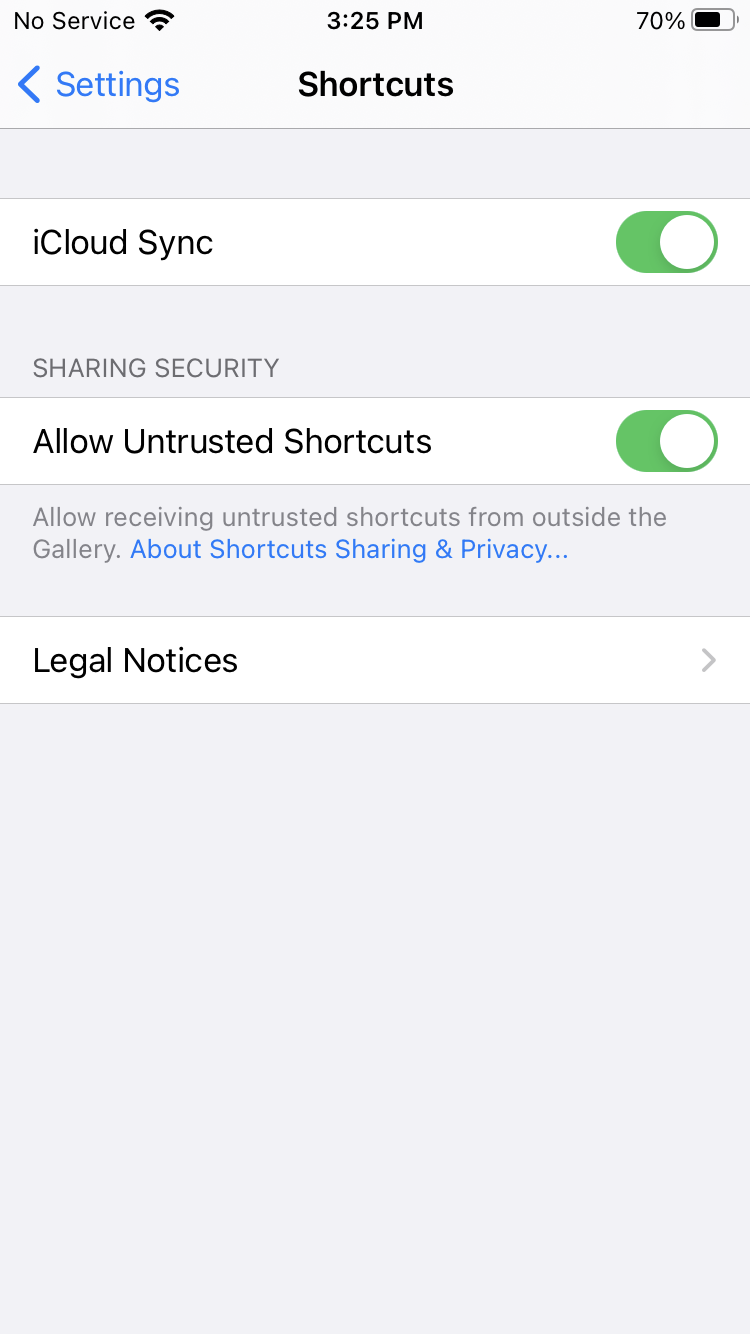 No Service 3:25 PM 70%
Settings Shortcuts
iCloud Sync
SHARING SECURITY
Allow Untrusted Shortcuts
Allow receiving untrusted shortcuts from outside the
Gallery. About Shortcuts Sharing & Privacy...
Legal Notices